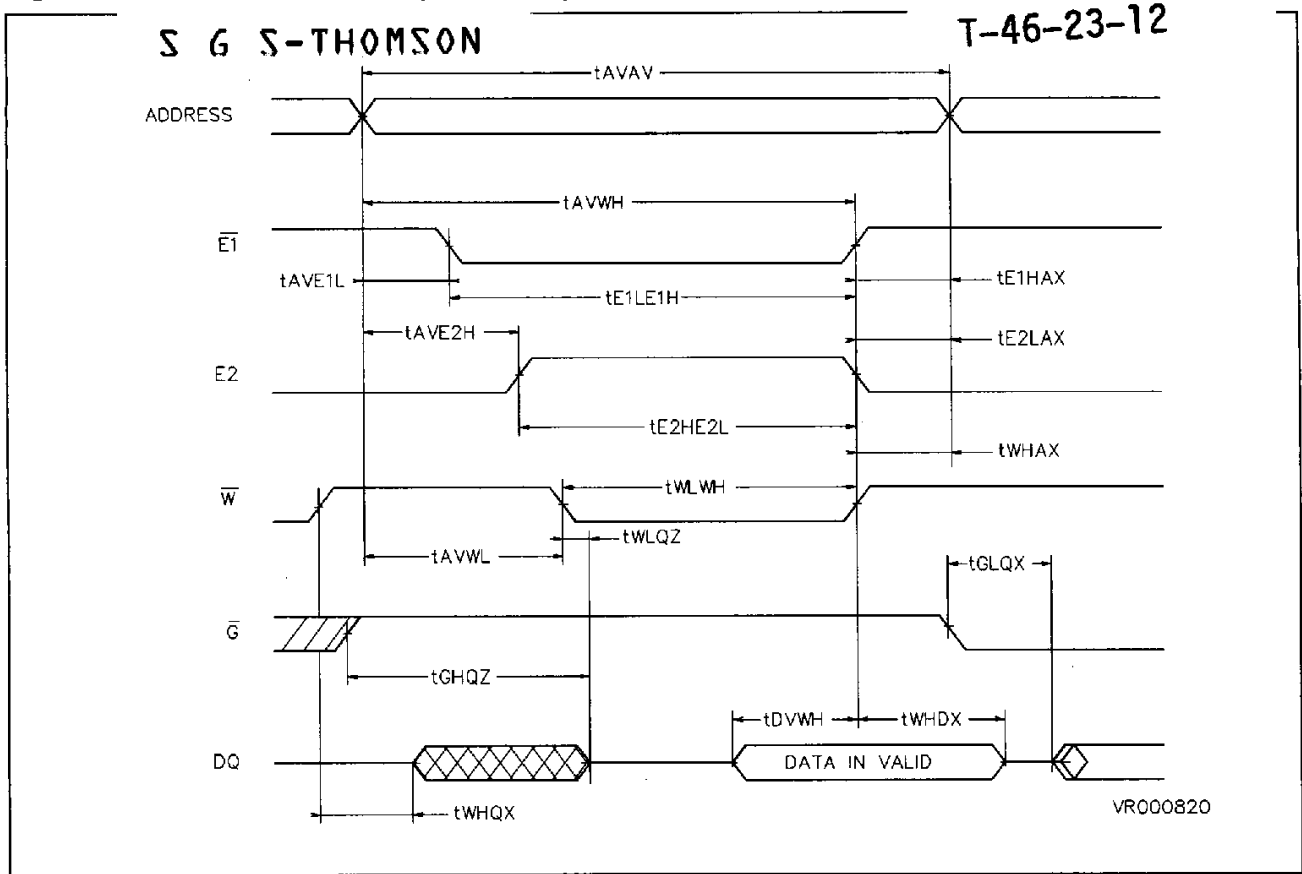 S G S-THOMSON
T-46-23-12
tAVAV
ADDRESS
tAVWH
E1
tAVE1L
tE1HAX
tE1LE1H
tAVE2H
tE2LAX
E2
tE2HE2L
tWHAX
W
tWLWH
tWLQZ
tAVWL
tGLQX
G
tGHQZ
tDVWH
tWHDX
DQ
DATA IN VALID
tWHQX
VR000820